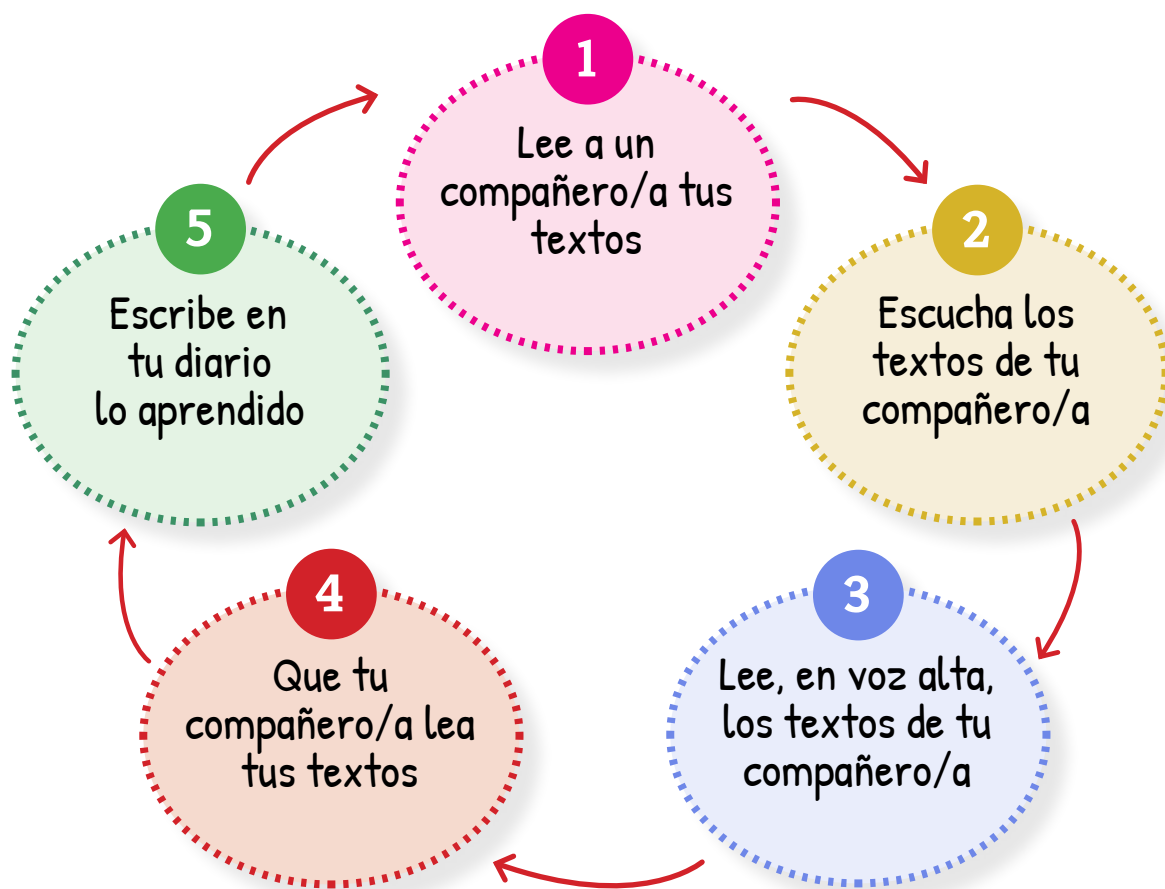 1
Lee a un
compañero/a tus
textos
2
Escucha los
textos de tu
compañero/a
3
Lee, en voz alta,
los textos de tu
compañero/a
4
Que tu
compañero/a lea
tus textos
5
Escribe en
tu diario
lo aprendido